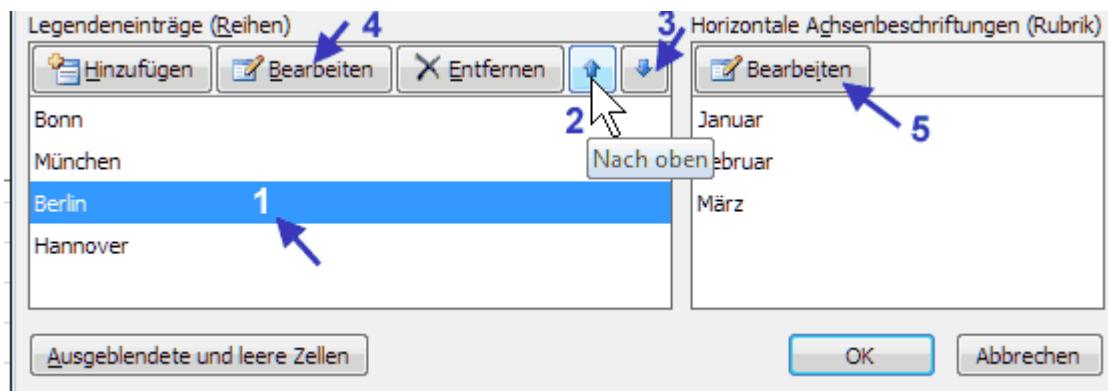 Legendeneinträge (Reihen) 4 3 Horizontale Achsenbeschriftungen (Rubrik)
Hinzufügen Bearbeiten Entfernen Bearbeiten
Bonn 2 Januar 5
München Nach oben ebruar
Berlin 1 März
Hannover
Ausgeblendete und leere Zellen OK Abbrechen